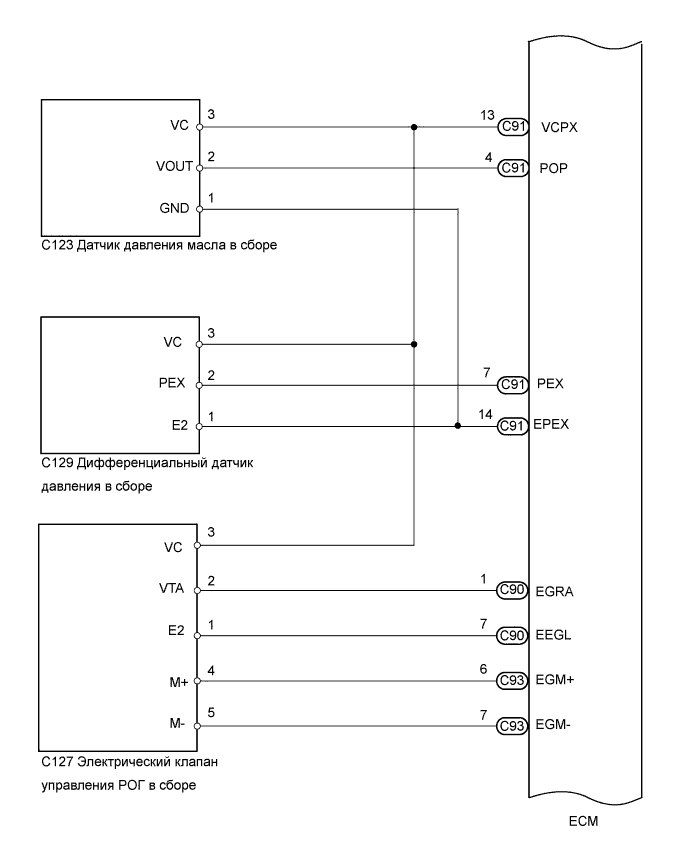 VC 3 13 C91 VCPX
VOUT 2 4 C91 POP
GND 1
C123 Датчик давления масла в сборе
VC 3
PEX 2 7 C91 PEX
E2 1 14 C91 EPEX
C129 Дифференциальный датчик
давления в сборе
VC 3
VTA 2 1 C90 EGRA
E2 1 7 C90 EEGL
M+ 4 6 C93 EGM+
M- 5 7 C93 EGM-
C127 Электрический клапан
управления РОГ в сборе
ECM